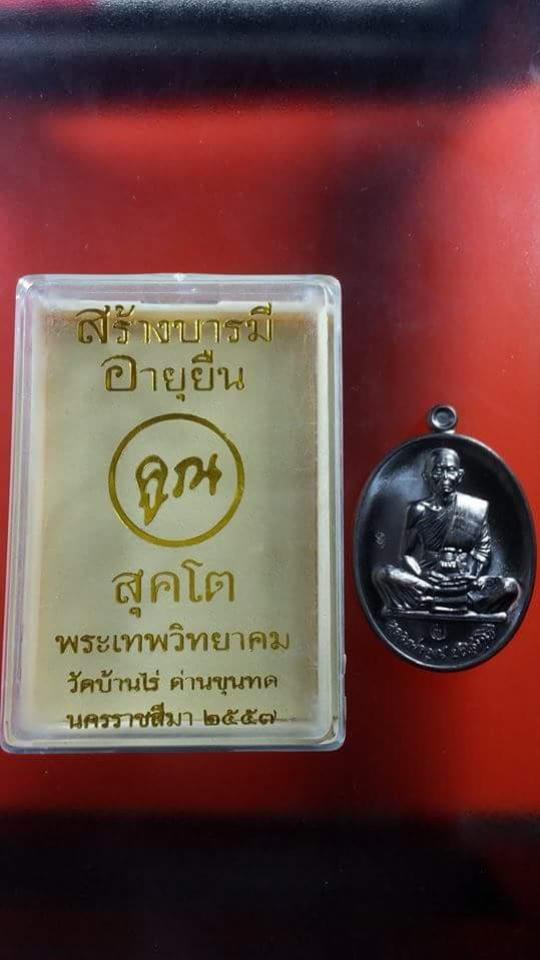 สร้างบารมี
อายุยืน
คูณ
สุคโต
พระเทพวิทยาคม
วัดบ้านไร่ ด่านขุนทด
นครราชสีมา ๒๕๕๗